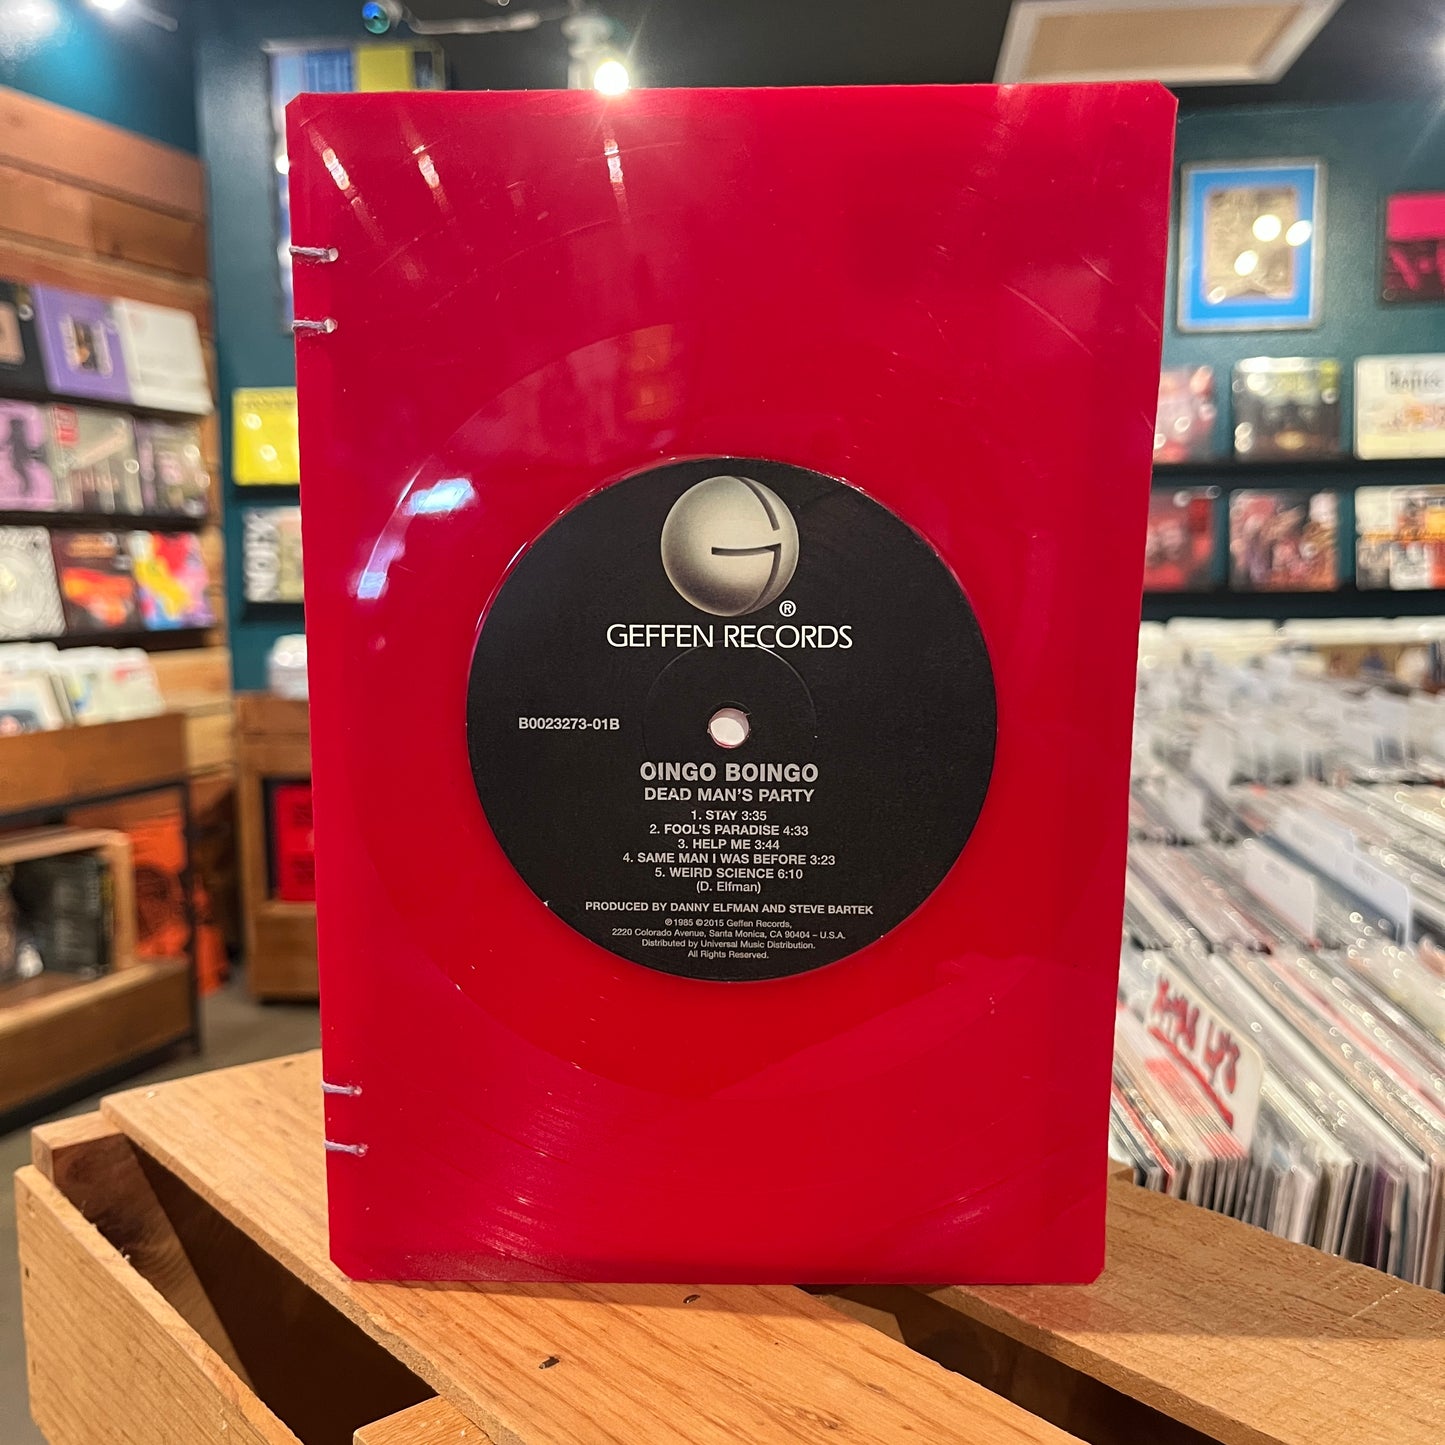 ®
GEFFEN RECORDS
B0023273-01B
OINGO BOINGO
DEAD MAN'S PARTY
1. STAY 3:35
2. FOOL'S PARADISE 4:33
3. HELP ME 3:44
4. SAME MAN I WAS BEFORE 3:23
5. WEIRD SCIENCE 6:10
(D. Elfman)
PRODUCED BY DANNY ELFMAN AND STEVE BARTEK
℗1985 ©2015 Geffen Records,
2220 Colorado Avenue, Santa Monica, CA 90404 – U.S.A.
Distributed by Universal Music Distribution.
All Rights Reserved.
NOFX
X-MAS LP'S